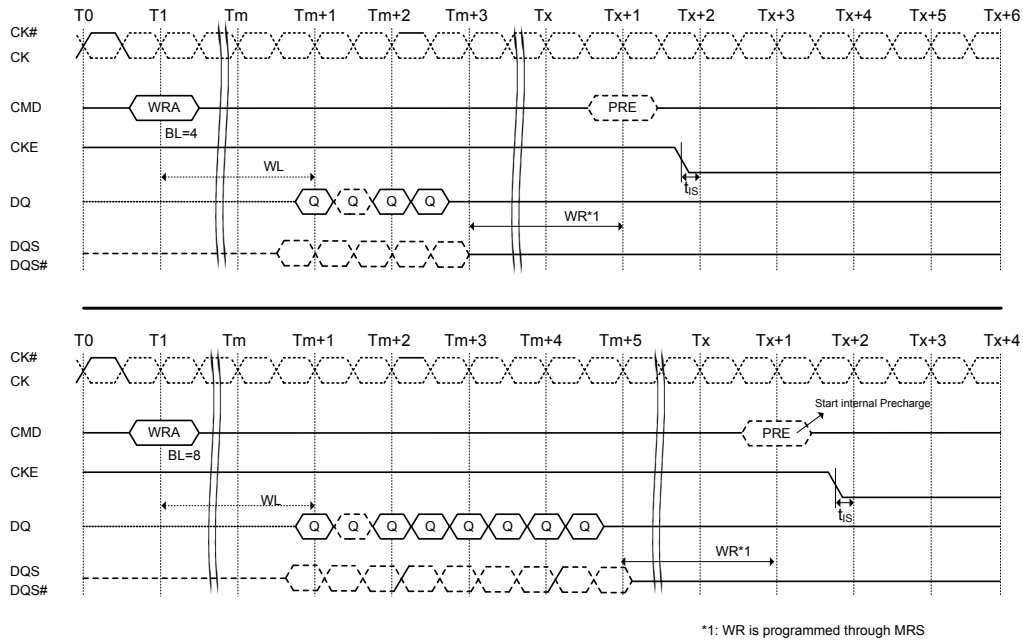 T0 T1 Tm Tm+1 Tm+2 Tm+3 Tx Tx+1 Tx+2 Tx+3 Tx+4 Tx+5 Tx+6
CK#
CK
CMD WRA PRE
BL=4
CKE
WL
tIS
DQ Q Q Q Q
WR*1
DQS
DQS#
T0 T1 Tm Tm+1 Tm+2 Tm+3 Tm+4 Tm+5 Tx Tx+1 Tx+2 Tx+3 Tx+4
CK#
CK
Start internal Precharge
CMD WRA PRE
BL=8
CKE
WL
tIS
DQ Q Q Q Q Q Q Q Q
WR*1
DQS
DQS#
*1: WR is programmed through MRS